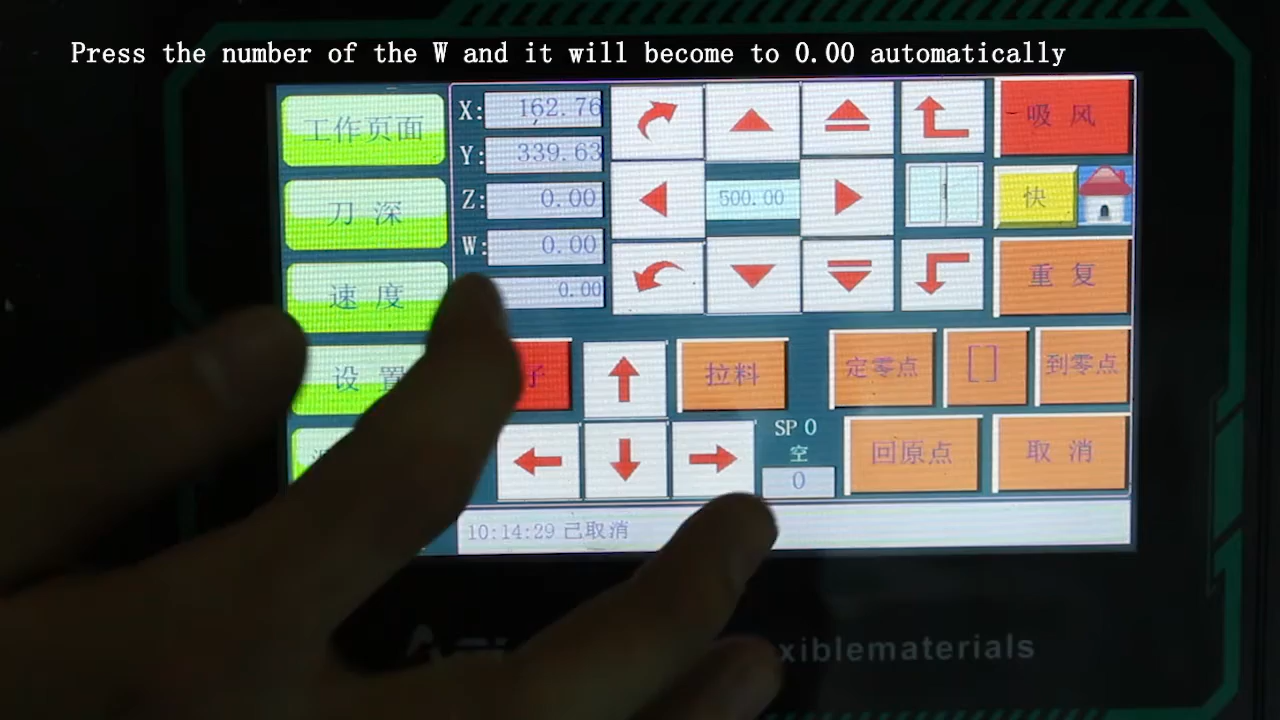 Press the number of the W and it will become to 0.00 automatically
工作页面
刀 深
速 度
设 置
X: 162.76
Y: 339.63
Z: 0.00
W: 0.00
0.00
500.00
吸 风
快
重 复
拉料
定零点
[]
到零点
SP 0
空
0
回原点
取 消
10:14:29 已取消
xiblematerials